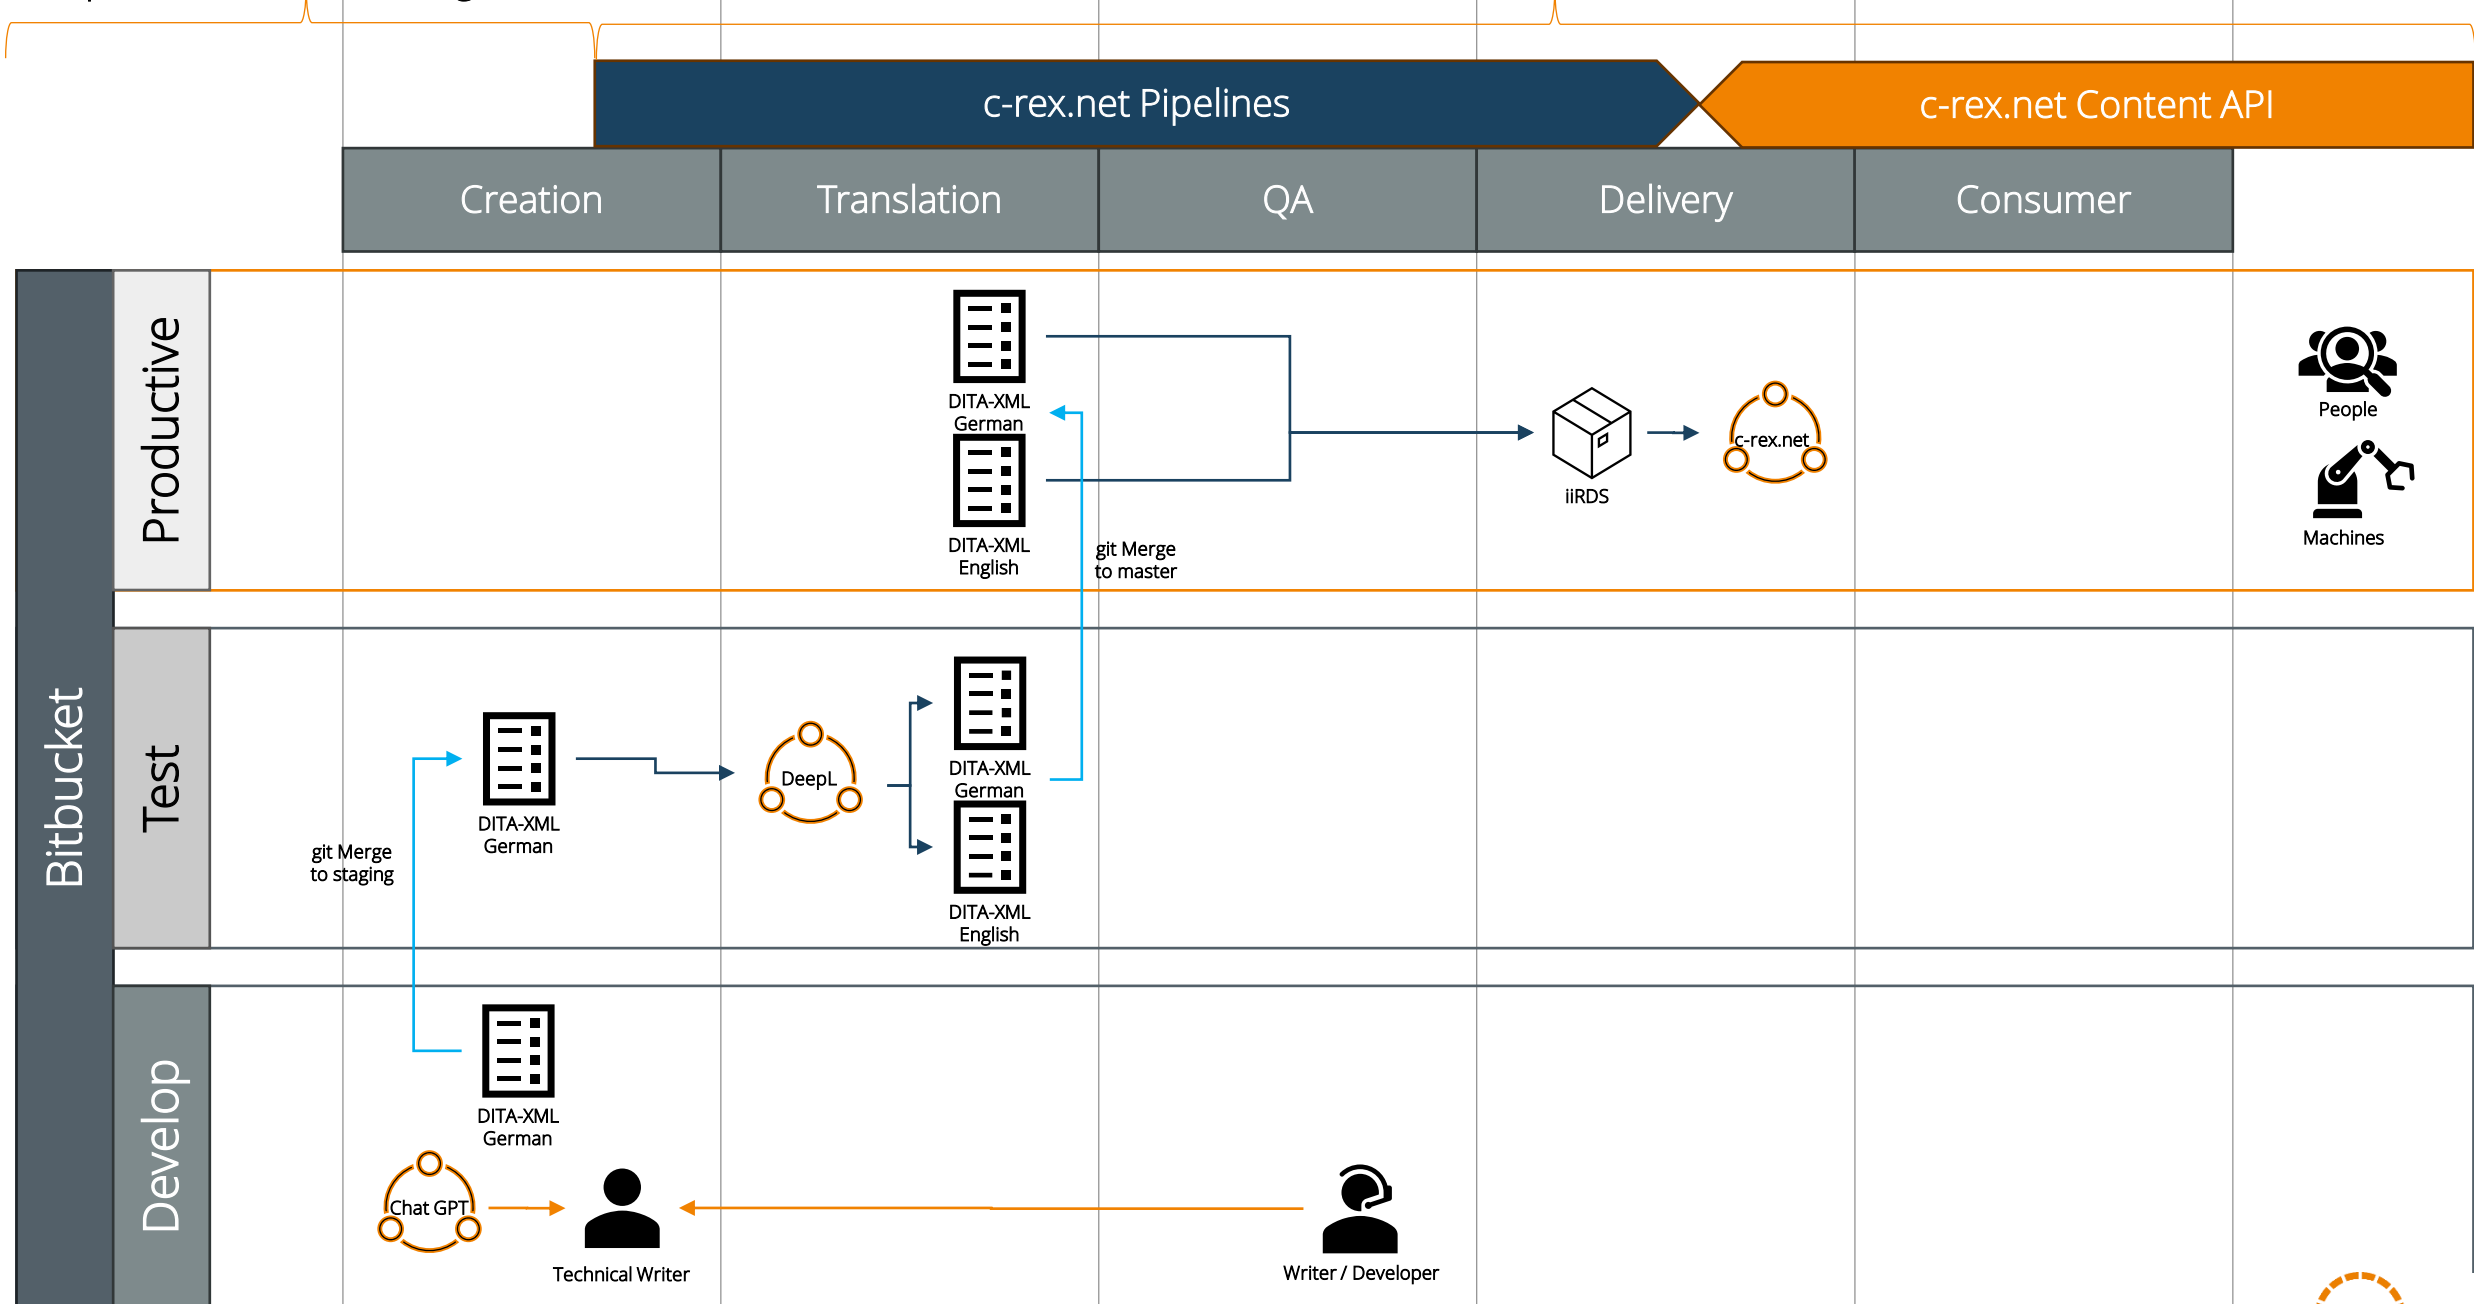 c-rex.net Pipelines
c-rex.net Content API
Creation
Translation
QA
Delivery
Consumer
Bitbucket
Productive
DITA-XML
German
DITA-XML
English
git Merge
to master
iiRDS
c-rex.net
People
Machines
Test
DITA-XML
German
git Merge
to staging
DeepL
DITA-XML
German
DITA-XML
English
Develop
DITA-XML
German
Chat GPT
Technical Writer
Writer / Developer